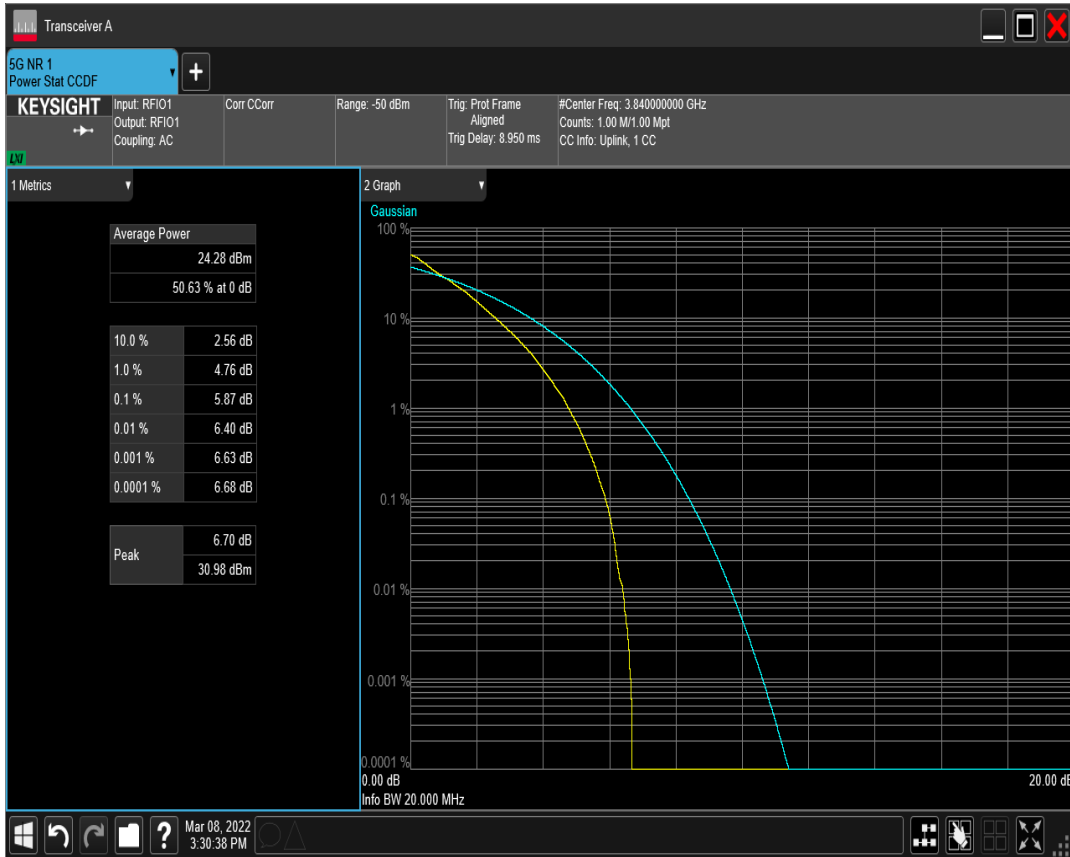 Transceiver A
5G NR 1
Power Stat CCDF
+
KEYSIGHT
LXI
Input: RFIO1
Output: RFIO1
Coupling: AC
Corr CCorr
Range: -50 dBm
Trig: Prot Frame
Aligned
Trig Delay: 8.950 ms
#Center Freq: 3.840000000 GHz
Counts: 1.00 M/1.00 Mpt
CC Info: Uplink, 1 CC
1 Metrics
Average Power
24.28 dBm
50.63 % at 0 dB
10.0 % 2.56 dB
1.0 % 4.76 dB
0.1 % 5.87 dB
0.01 % 6.40 dB
0.001 % 6.63 dB
0.0001 % 6.68 dB
Peak
6.70 dB
30.98 dBm
2 Graph
Gaussian
100 %
10 %
1 %
0.1 %
0.01 %
0.001 %
0.0001 %
0.00 dB
20.00 dB
Info BW 20.000 MHz
?
Mar 08, 2022
3:30:38 PM